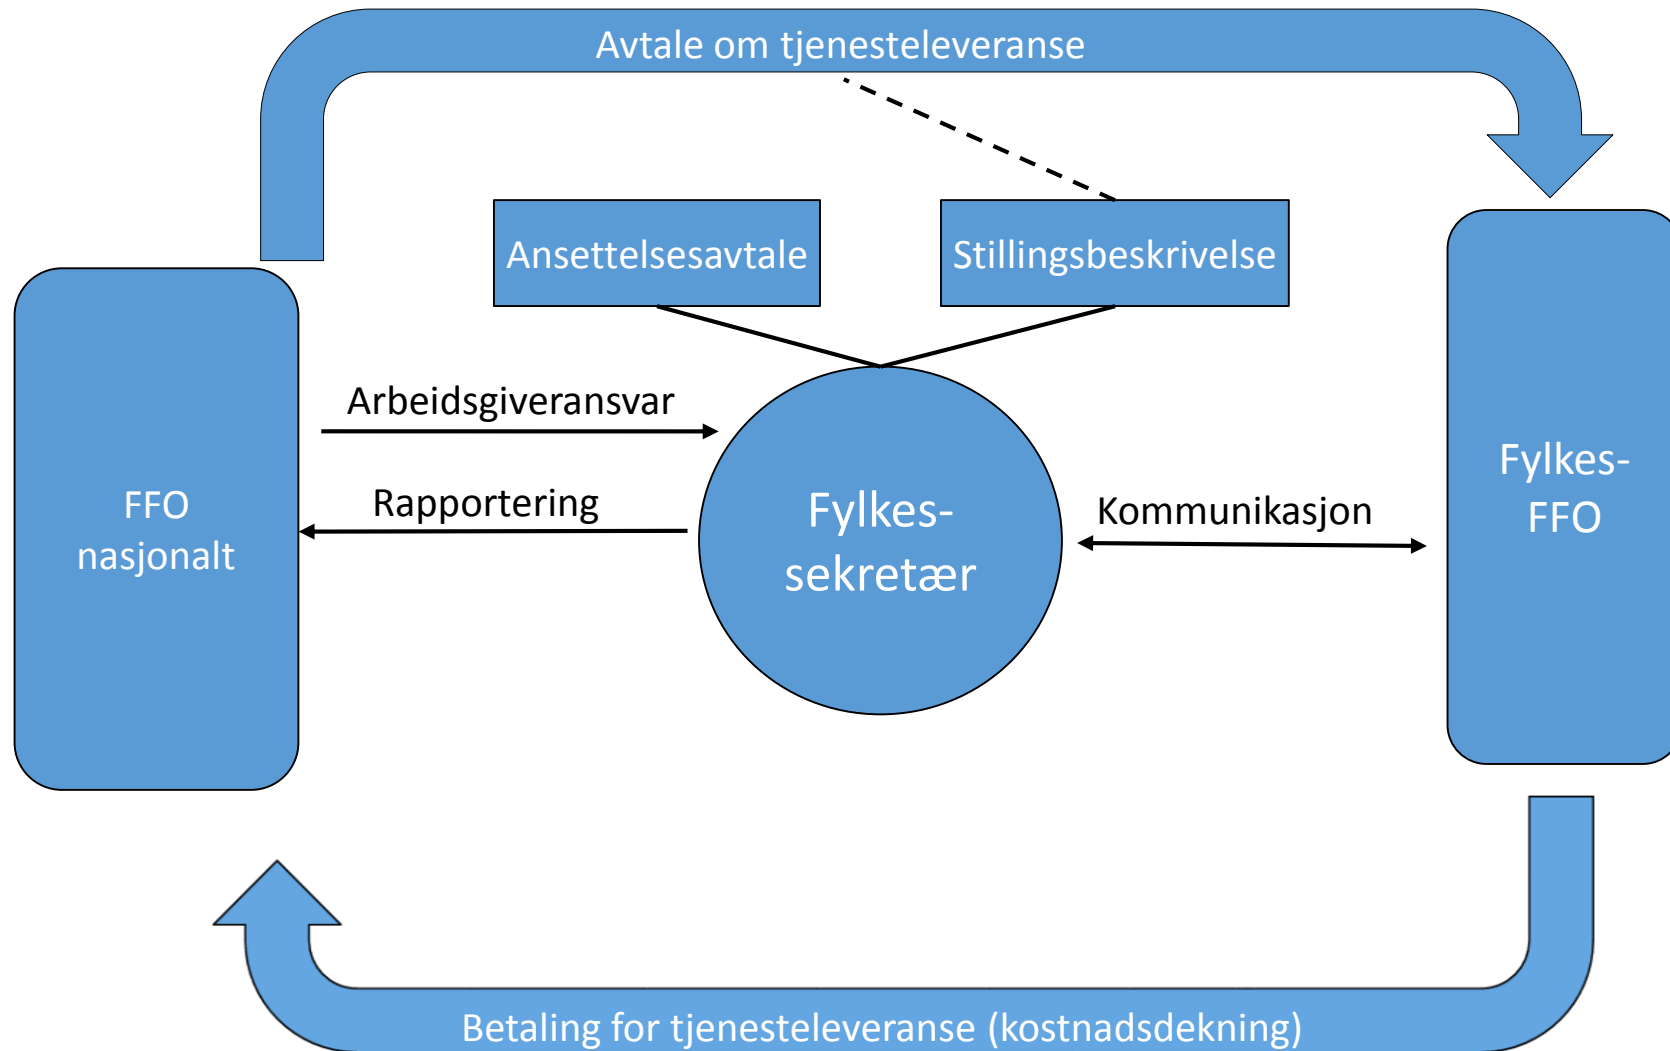 Avtale om tjenesteleveranse
Ansettelsesavtale
Stillingsbeskrivelse
Arbeidsgiveransvar
Rapportering
FFO
nasjonalt
Fylkes-
sekretær
Kommunikasjon
Fylkes-
FFO
Betaling for tjenesteleveranse (kostnadsdekning)